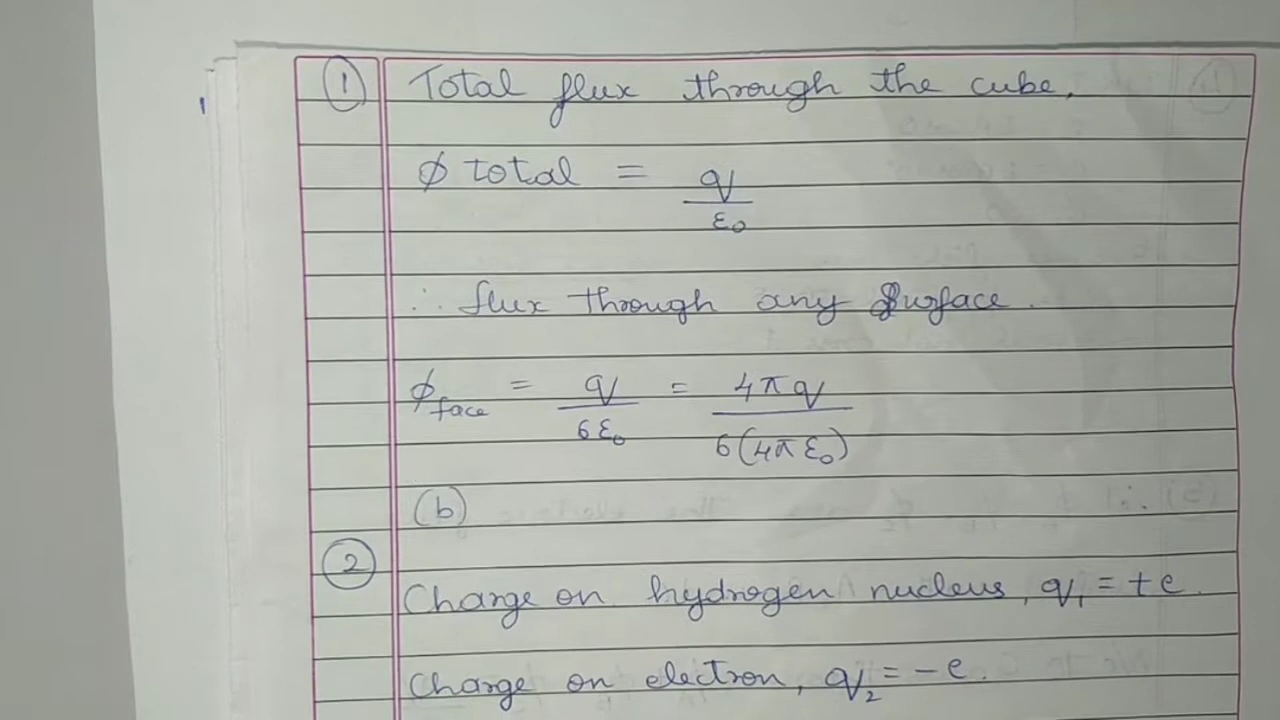 ① Total flux through the cube,
φ total = q/ε₀
∴ flux through any surface.
φ face = q/6ε₀ = 4πq/6(4πε₀)
(b)
②
Charge on hydrogen nucleus, q₁ = +e.
Charge on electron, q₂ = -e.